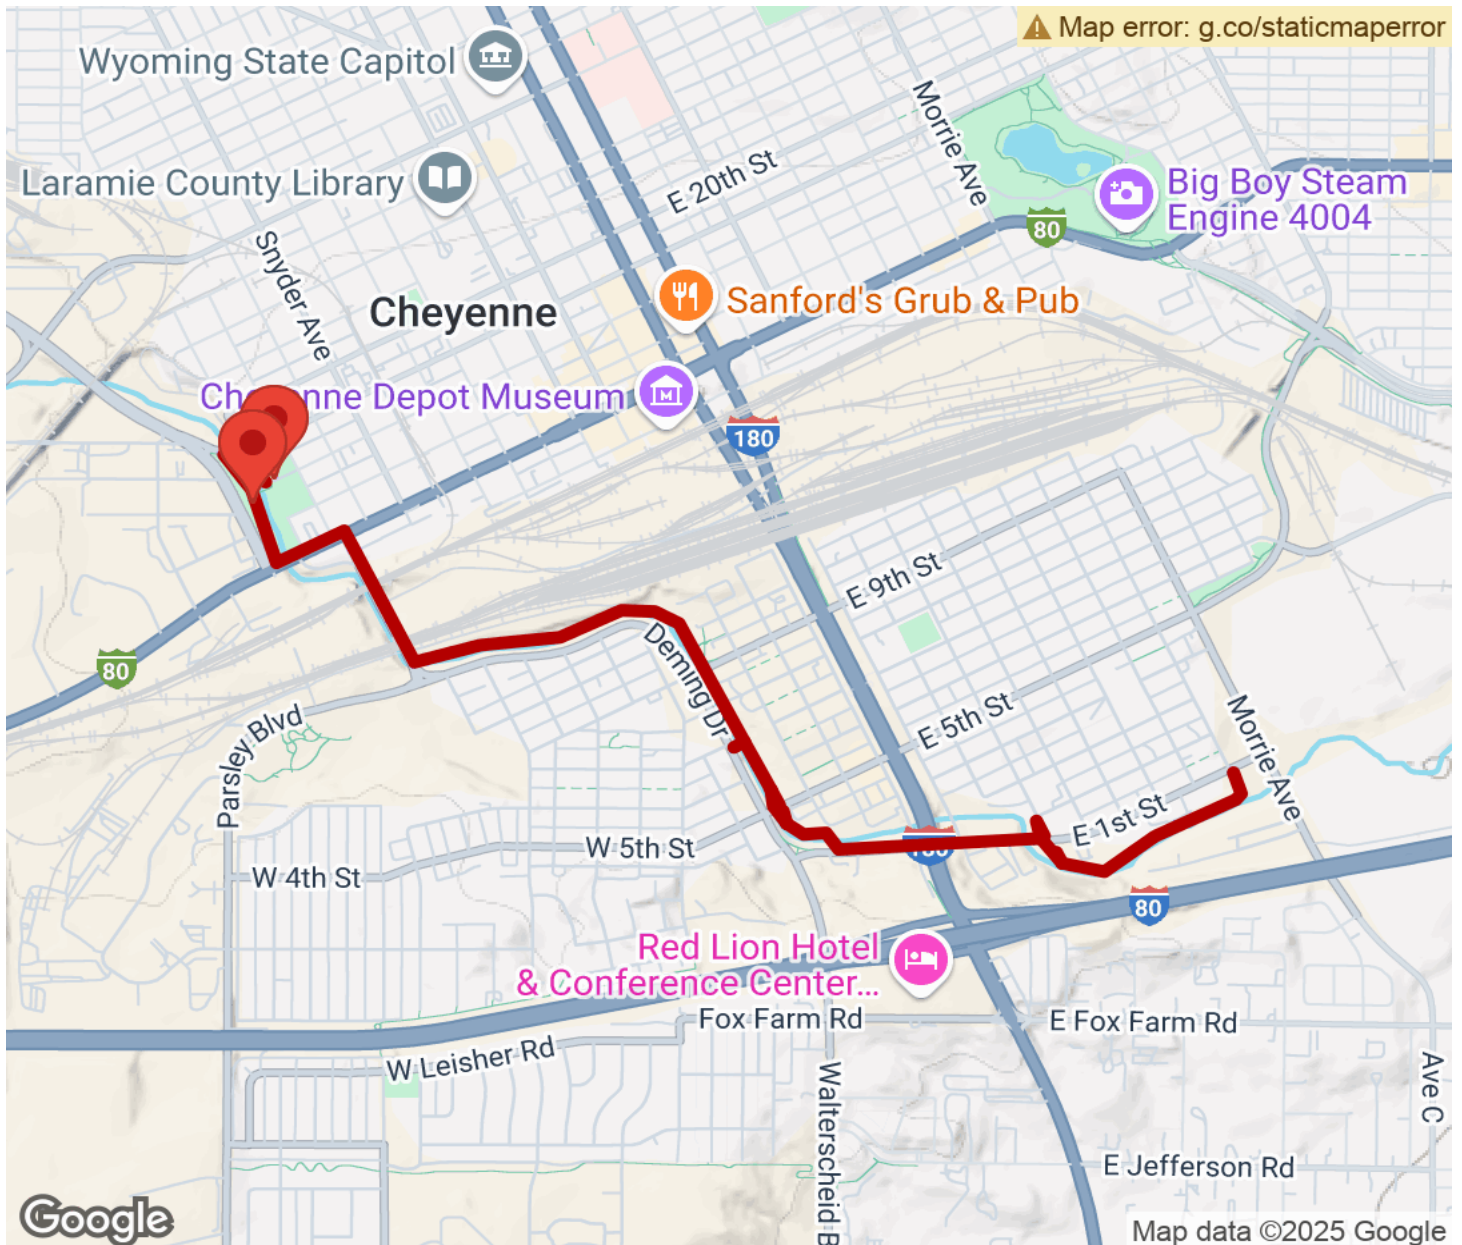 Map error: g.co/staticmaperror
Wyoming State Capitol
Morrie Ave
Laramie County Library
E 20th St
Big Boy Steam
Engine 4004
80
Snyder Ave
Cheyenne
Sanford's Grub & Pub
Cheyenne Depot Museum
M
180
E 9th St
Deming Dr
80
E 5th St
Parsley Blvd
Morrie Ave
E 1st St
W 5th St
180
W 4th St
80
Red Lion Hotel
& Conference Center...
Fox Farm Rd
E Fox Farm Rd
W Leisher Rd
Ave C
Walterscheid B
E Jefferson Rd
Google
Map data ©2025 Google